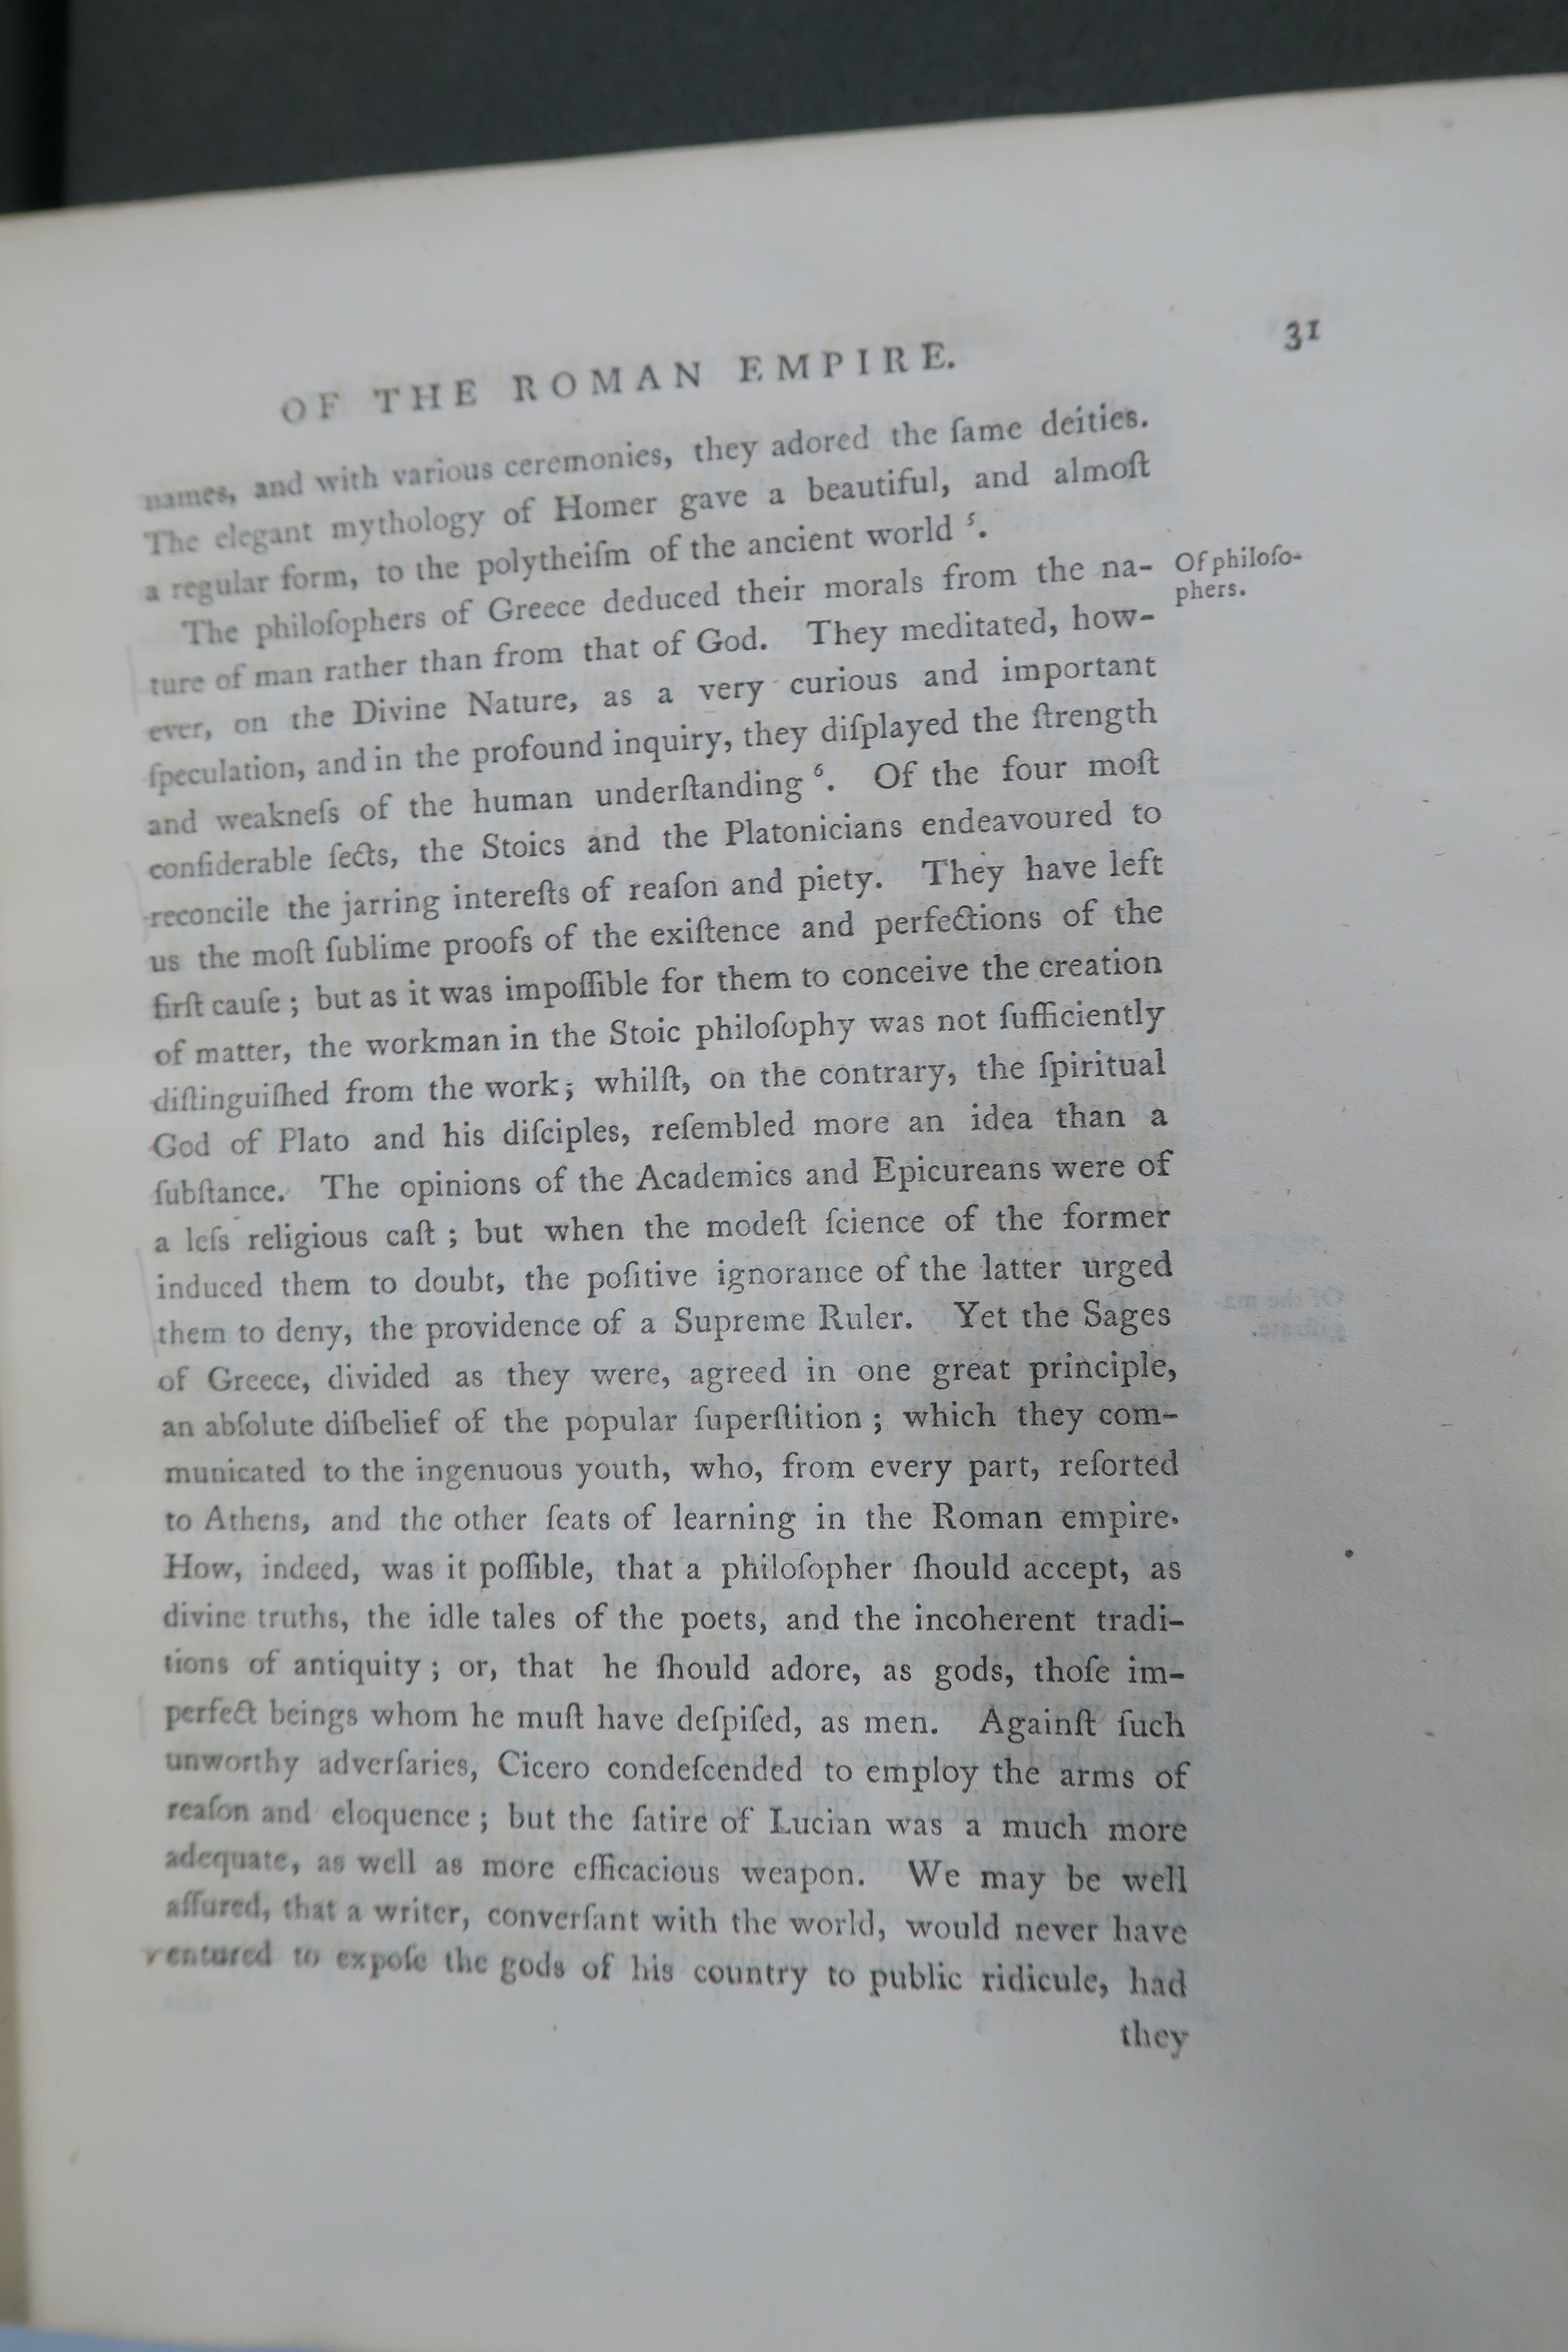 OF THE ROMAN EMPIRE.
31
names, and with various ceremonies, they adored the ſame deities.
The elegant mythology of Homer gave a beautiful, and almoſt
a regular form, to the polytheiſm of the ancient world ⁵.
The philoſophers of Greece deduced their morals from the na-
Of philoſo-
phers.
ture of man rather than from that of God. They meditated, how-
ever, on the Divine Nature, as a very curious and important
ſpeculation, and in the profound inquiry, they diſplayed the ſtrength
and weakneſs of the human underſtanding ⁶. Of the four moſt
conſiderable ſects, the Stoics and the Platonicians endeavoured to
reconcile the jarring intereſts of reaſon and piety. They have left
us the moſt ſublime proofs of the exiſtence and perfections of the
firſt cauſe ; but as it was impoſſible for them to conceive the creation
of matter, the workman in the Stoic philoſophy was not ſufficiently
diſtinguiſhed from the work; whilſt, on the contrary, the ſpiritual
God of Plato and his diſciples, reſembled more an idea than a
ſubſtance. The opinions of the Academics and Epicureans were of
a leſs religious caſt ; but when the modeſt ſcience of the former
induced them to doubt, the poſitive ignorance of the latter urged
them to deny, the providence of a Supreme Ruler. Yet the Sages
of Greece, divided as they were, agreed in one great principle,
an abſolute diſbelief of the popular ſuperſtition ; which they com-
municated to the ingenuous youth, who, from every part, reſorted
to Athens, and the other ſeats of learning in the Roman empire.
How, indeed, was it poſſible, that a philoſopher ſhould accept, as
divine truths, the idle tales of the poets, and the incoherent tradi-
tions of antiquity ; or, that he ſhould adore, as gods, thoſe im-
perfect beings whom he muſt have deſpiſed, as men. Againſt ſuch
unworthy adverſaries, Cicero condeſcended to employ the arms of
reaſon and eloquence ; but the ſatire of Lucian was a much more
adequate, as well as more efficacious weapon. We may be well
aſſured, that a writer, converſant with the world, would never have
ventured to expoſe the gods of his country to public ridicule, had
they